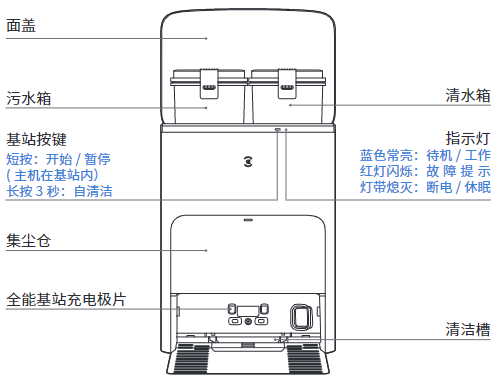 面盖
污水箱
清水箱
基站按键
短按：开始 / 暂停
( 主机在基站内）
长按 3 秒：自清洁
指示灯
蓝色常亮：待机 / 工作
红灯闪烁：故 障 提 示
灯带熄灭：断电 / 休眠
集尘仓
全能基站充电极片
清洁槽